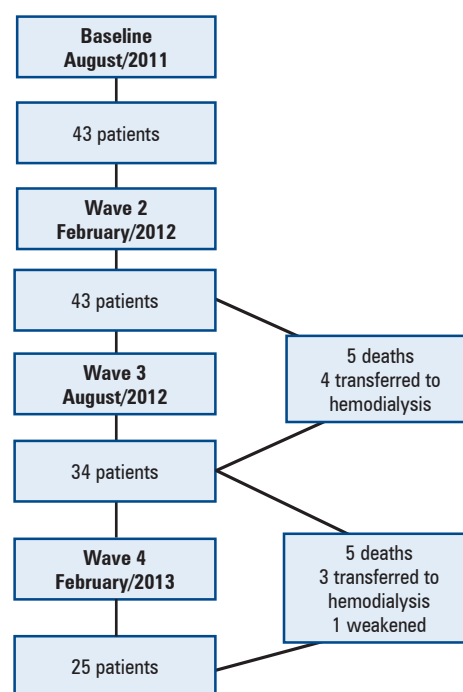 Baseline
August/2011
43 patients
Wave 2
February/2012
43 patients
Wave 3
August/2012
5 deaths
4 transferred to
hemodialysis
34 patients
Wave 4
February/2013
5 deaths
3 transferred to
hemodialysis
1 weakened
25 patients